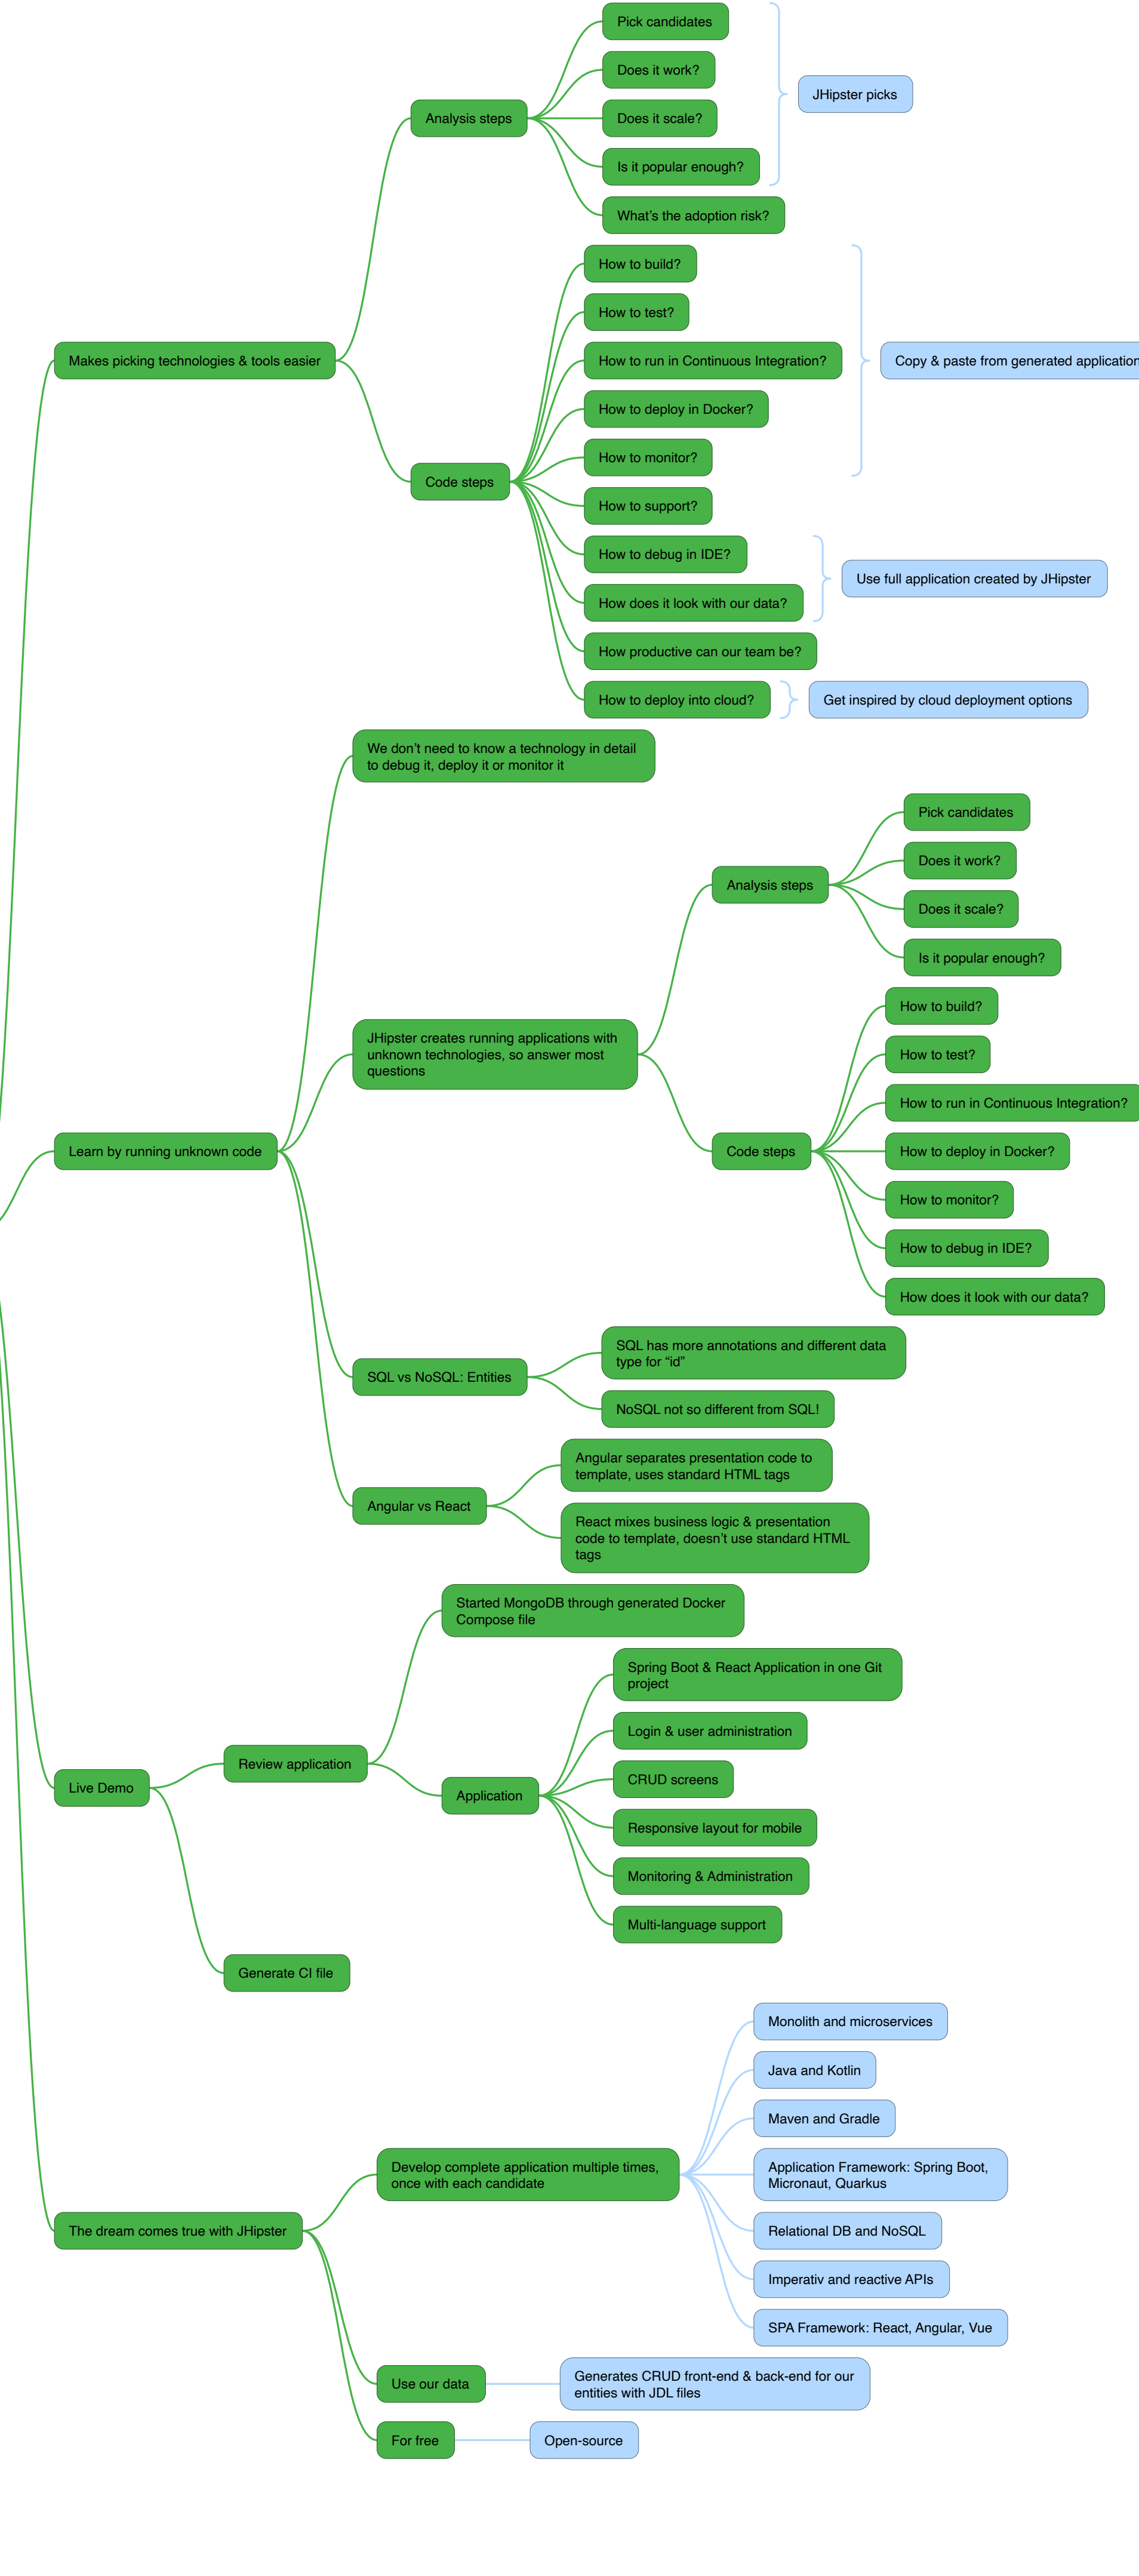 Pick candidates
Does it work?
JHipster picks
Analysis steps
Does it scale?
Is it popular enough?
What’s the adoption risk?
How to build?
How to test?
Makes picking technologies & tools easier
How to run in Continuous Integration?
Copy & paste from generated application
How to deploy in Docker?
How to monitor?
Code steps
How to support?
How to debug in IDE?
Use full application created by JHipster
How does it look with our data?
How productive can our team be?
How to deploy into cloud?
Get inspired by cloud deployment options
We don’t need to know a technology in detail
to debug it, deploy it or monitor it
Pick candidates
Does it work?
Analysis steps
Does it scale?
Is it popular enough?
How to build?
JHipster creates running applications with
unknown technologies, so answer most
questions
How to test?
How to run in Continuous Integration?
Learn by running unknown code
Code steps
How to deploy in Docker?
How to monitor?
How to debug in IDE?
How does it look with our data?
SQL vs NoSQL: Entities
SQL has more annotations and different data
type for “id”
NoSQL not so different from SQL!
Angular vs React
Angular separates presentation code to
template, uses standard HTML tags
React mixes business logic & presentation
code to template, doesn’t use standard HTML
tags
Started MongoDB through generated Docker
Compose file
Spring Boot & React Application in one Git
project
Login & user administration
Review application
CRUD screens
Live Demo
Application
Responsive layout for mobile
Monitoring & Administration
Multi-language support
Generate CI file
Monolith and microservices
Java and Kotlin
Maven and Gradle
Develop complete application multiple times,
once with each candidate
Application Framework: Spring Boot,
Micronaut, Quarkus
The dream comes true with JHipster
Relational DB and NoSQL
Imperativ and reactive APIs
SPA Framework: React, Angular, Vue
Use our data
Generates CRUD front-end & back-end for our
entities with JDL files
For free
Open-source